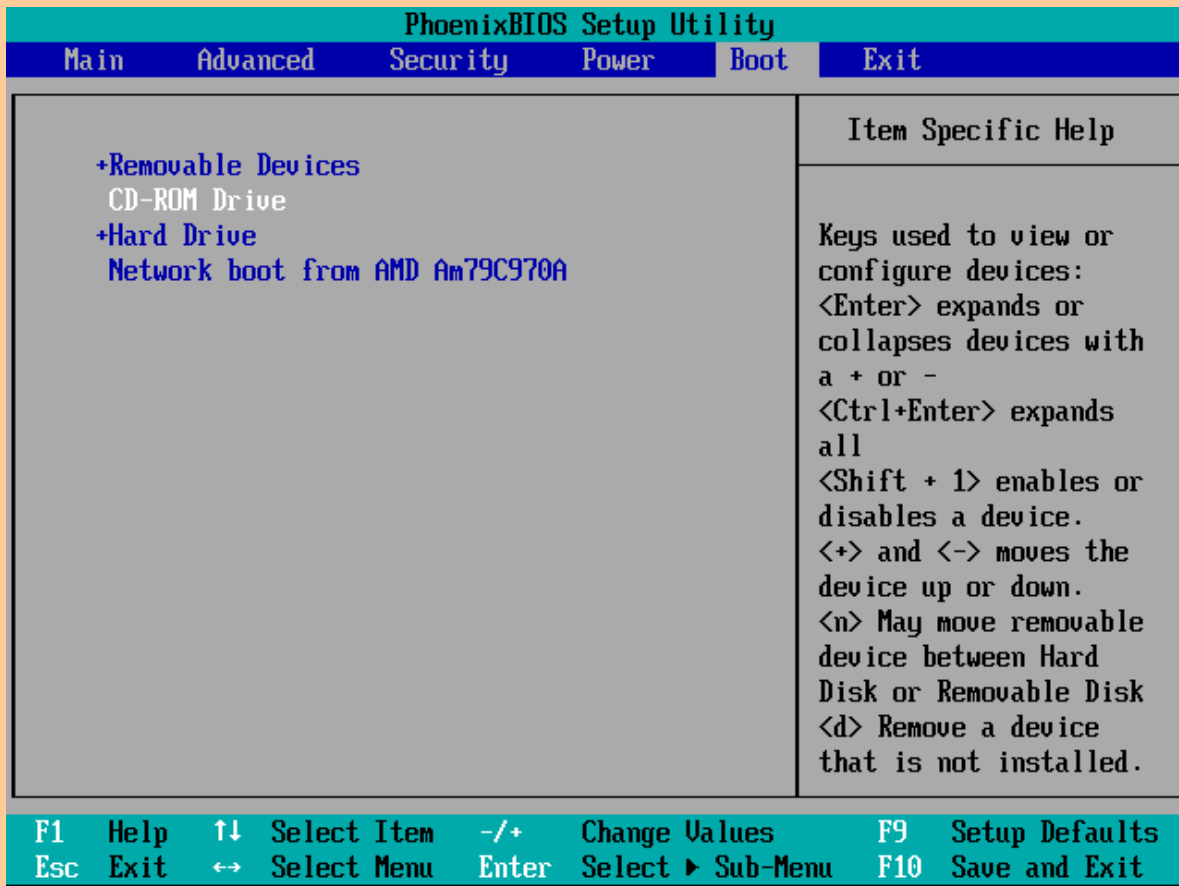 PhoenixBIOS Setup Utility
Main Advanced Security Power Boot Exit
+Removable Devices
CD-ROM Drive
+Hard Drive
Network boot from AMD Am79C970A
Item Specific Help
Keys used to view or
configure devices:
<Enter> expands or
collapses devices with
a + or -
<Ctrl+Enter> expands
all
<Shift + 1> enables or
disables a device.
<+> and <-> moves the
device up or down.
<n> May move removable
device between Hard
Disk or Removable Disk
<d> Remove a device
that is not installed.
F1 Help ↑↓ Select Item -/+ Change Values F9 Setup Defaults
Esc Exit ↔ Select Menu Enter Select ▶ Sub-Menu F10 Save and Exit